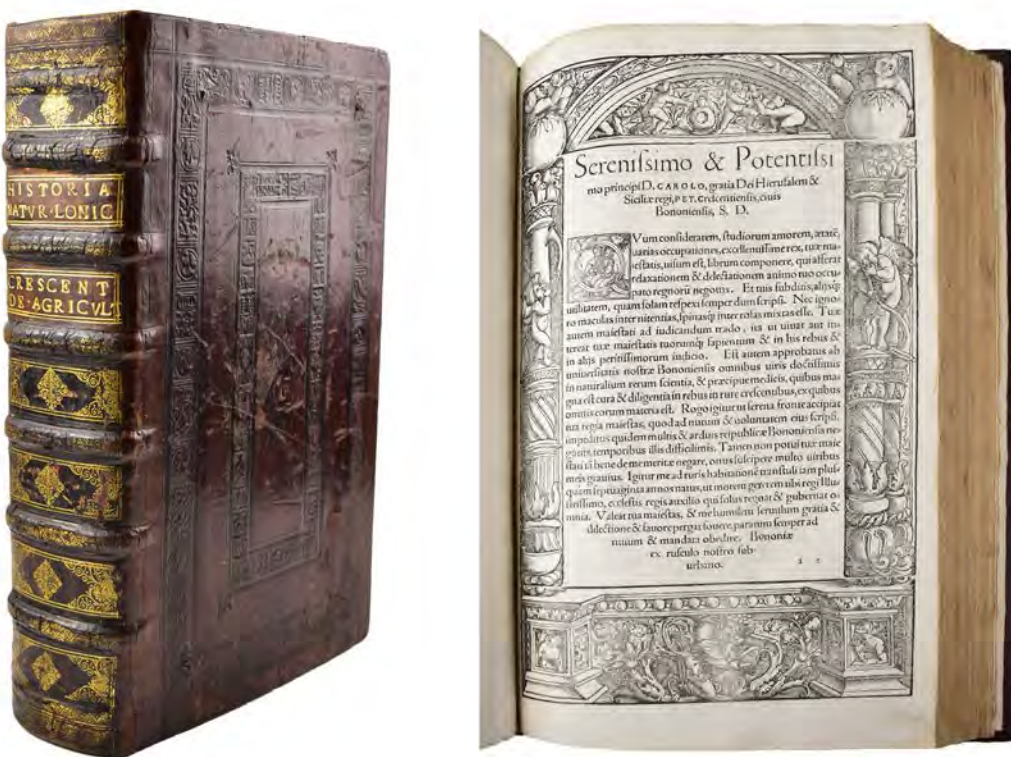 HISTORIA
NATVR·LONIC
CRESCENT
DE·AGRICVLT
Sereniſsimo & Potentiſsi
mo principi D. CAROLO, gratia Dei Hieruſalem &
Siciliæ regi, PET. Creſcentienſis, ciuis
Bononienſis, S. D.
QVum conſiderarem, ſtudiorum amorem, ætatē,
uarias occupationes, excellentiſſime rex, tuæ ma-
ieſtatis, uiſum eſt, librum componere, qui afferat
relaxationem & delectationem animo tuo occu-
pato regnorū negotijs. Et tuis ſubditis, alijsq;
utilitatem, quam ſolam reſpexi ſemper dum ſcripſi. Nec igno-
ro maculas inter nitentias, ſpinasq; inter roſas mixtas eſſe. Tuæ
autem maieſtati ad iudicandum trado, ita ut uiuat aut in-
tereat tuæ maieſtatis tuorumq; ſapientum & in his rebus &
in alijs peritiſſimorum iudicio. Eſt autem approbatus ab
uniuerſitatis noſtræ Bononienſis omnibus uiris doctiſſimis
in naturalium rerum ſcientia, & præcipue medicis, quibus ma
gna eſt cura & diligentia in rebus in rure creſcentibus, ex quibus
omnis eorum materia eſt. Rogo igitur ut ſerena fronte accipiat
tua regia maieſtas, quod ad nutum & uoluntatem eius ſcripſi,
impeditus quidem multis & arduis reipublicæ Bononienſis ne-
gotijs, temporibus illis difficilimis. Tamen non potui tuæ maie
ſtati de me meritæ negare, onus ſuſcipere multo uiribus
meis grauius. Igitur me ad ruris habitationē tranſtuli iam pluſ-
quam ſeptuaginta annos natus, ut morem gererem tibi regi Illu
ſtriſſimo, cœleſtis regis auxilio qui ſolus regnat & gubernat o-
mnia. Valeat tua maieſtas, & me humilem ſeruulum gratia &
dilectione & fauore pergat fouere, paratum ſemper ad
nutum & mandata obedire. Bononiæ
ex ruſculo noſtro ſub-
urbano.